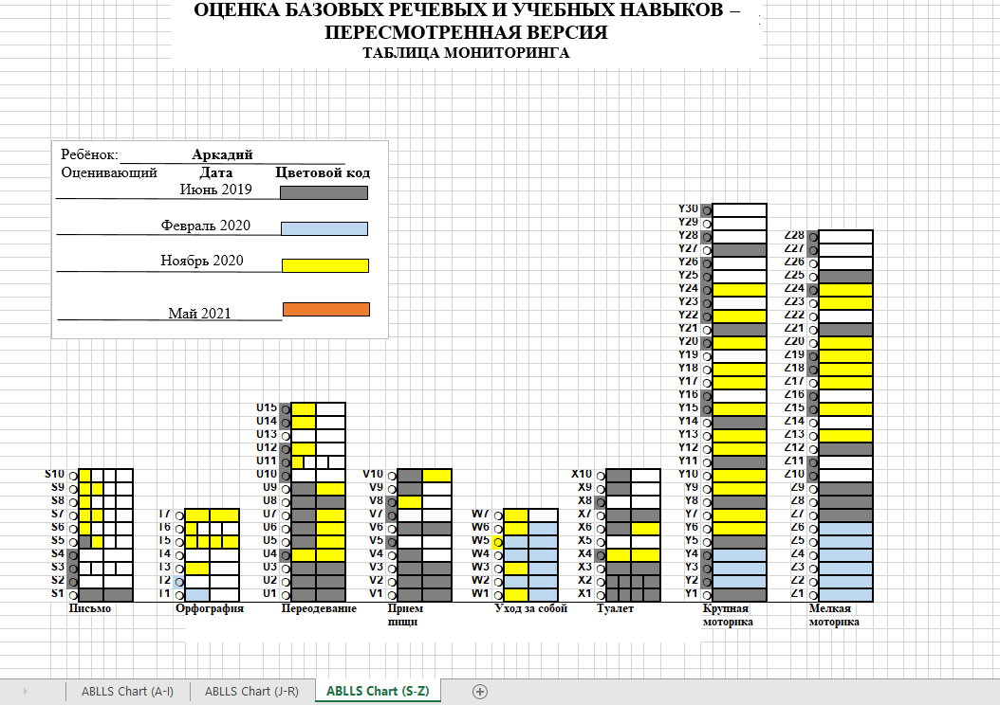 ОЦЕНКА БАЗОВЫХ РЕЧЕВЫХ И УЧЕБНЫХ НАВЫКОВ –
ПЕРЕСМОТРЕННАЯ ВЕРСИЯ
ТАБЛИЦА МОНИТОРИНГА
Ребёнок: Аркадий
Оценивающий Дата Цветовой код
Июнь 2019
Февраль 2020
Ноябрь 2020
Май 2021
Y30
Y29
Y28 Z28
Y27 Z27
Y26 Z26
Y25 Z25
Y24 Z24
Y23 Z23
Y22 Z22
Y21 Z21
Y20 Z20
Y19 Z19
Y18 Z18
Y17 Z17
Y16 Z16
U15 Y15 Z15
U14 Y14 Z14
U13 Y13 Z13
U12 Y12 Z12
U11 Y11 Z11
S10 U10 V10 X10 Y10 Z10
S9 U9 V9 X9 Y9 Z9
S8 U8 V8 X8 Y8 Z8
S7 T7 U7 V7 W7 X7 Y7 Z7
S6 T6 U6 V6 W6 X6 Y6 Z6
S5 T5 U5 V5 W5 X5 Y5 Z5
S4 T4 U4 V4 W4 X4 Y4 Z4
S3 T3 U3 V3 W3 X3 Y3 Z3
S2 T2 U2 V2 W2 X2 Y2 Z2
S1 T1 U1 V1 W1 X1 Y1 Z1
Письмо Орфография Переодевание Прием Уход за собой Туалет Крупная Мелкая
пищи моторика моторика
ABLLS Chart (A-I) ABLLS Chart (J-R) ABLLS Chart (S-Z)